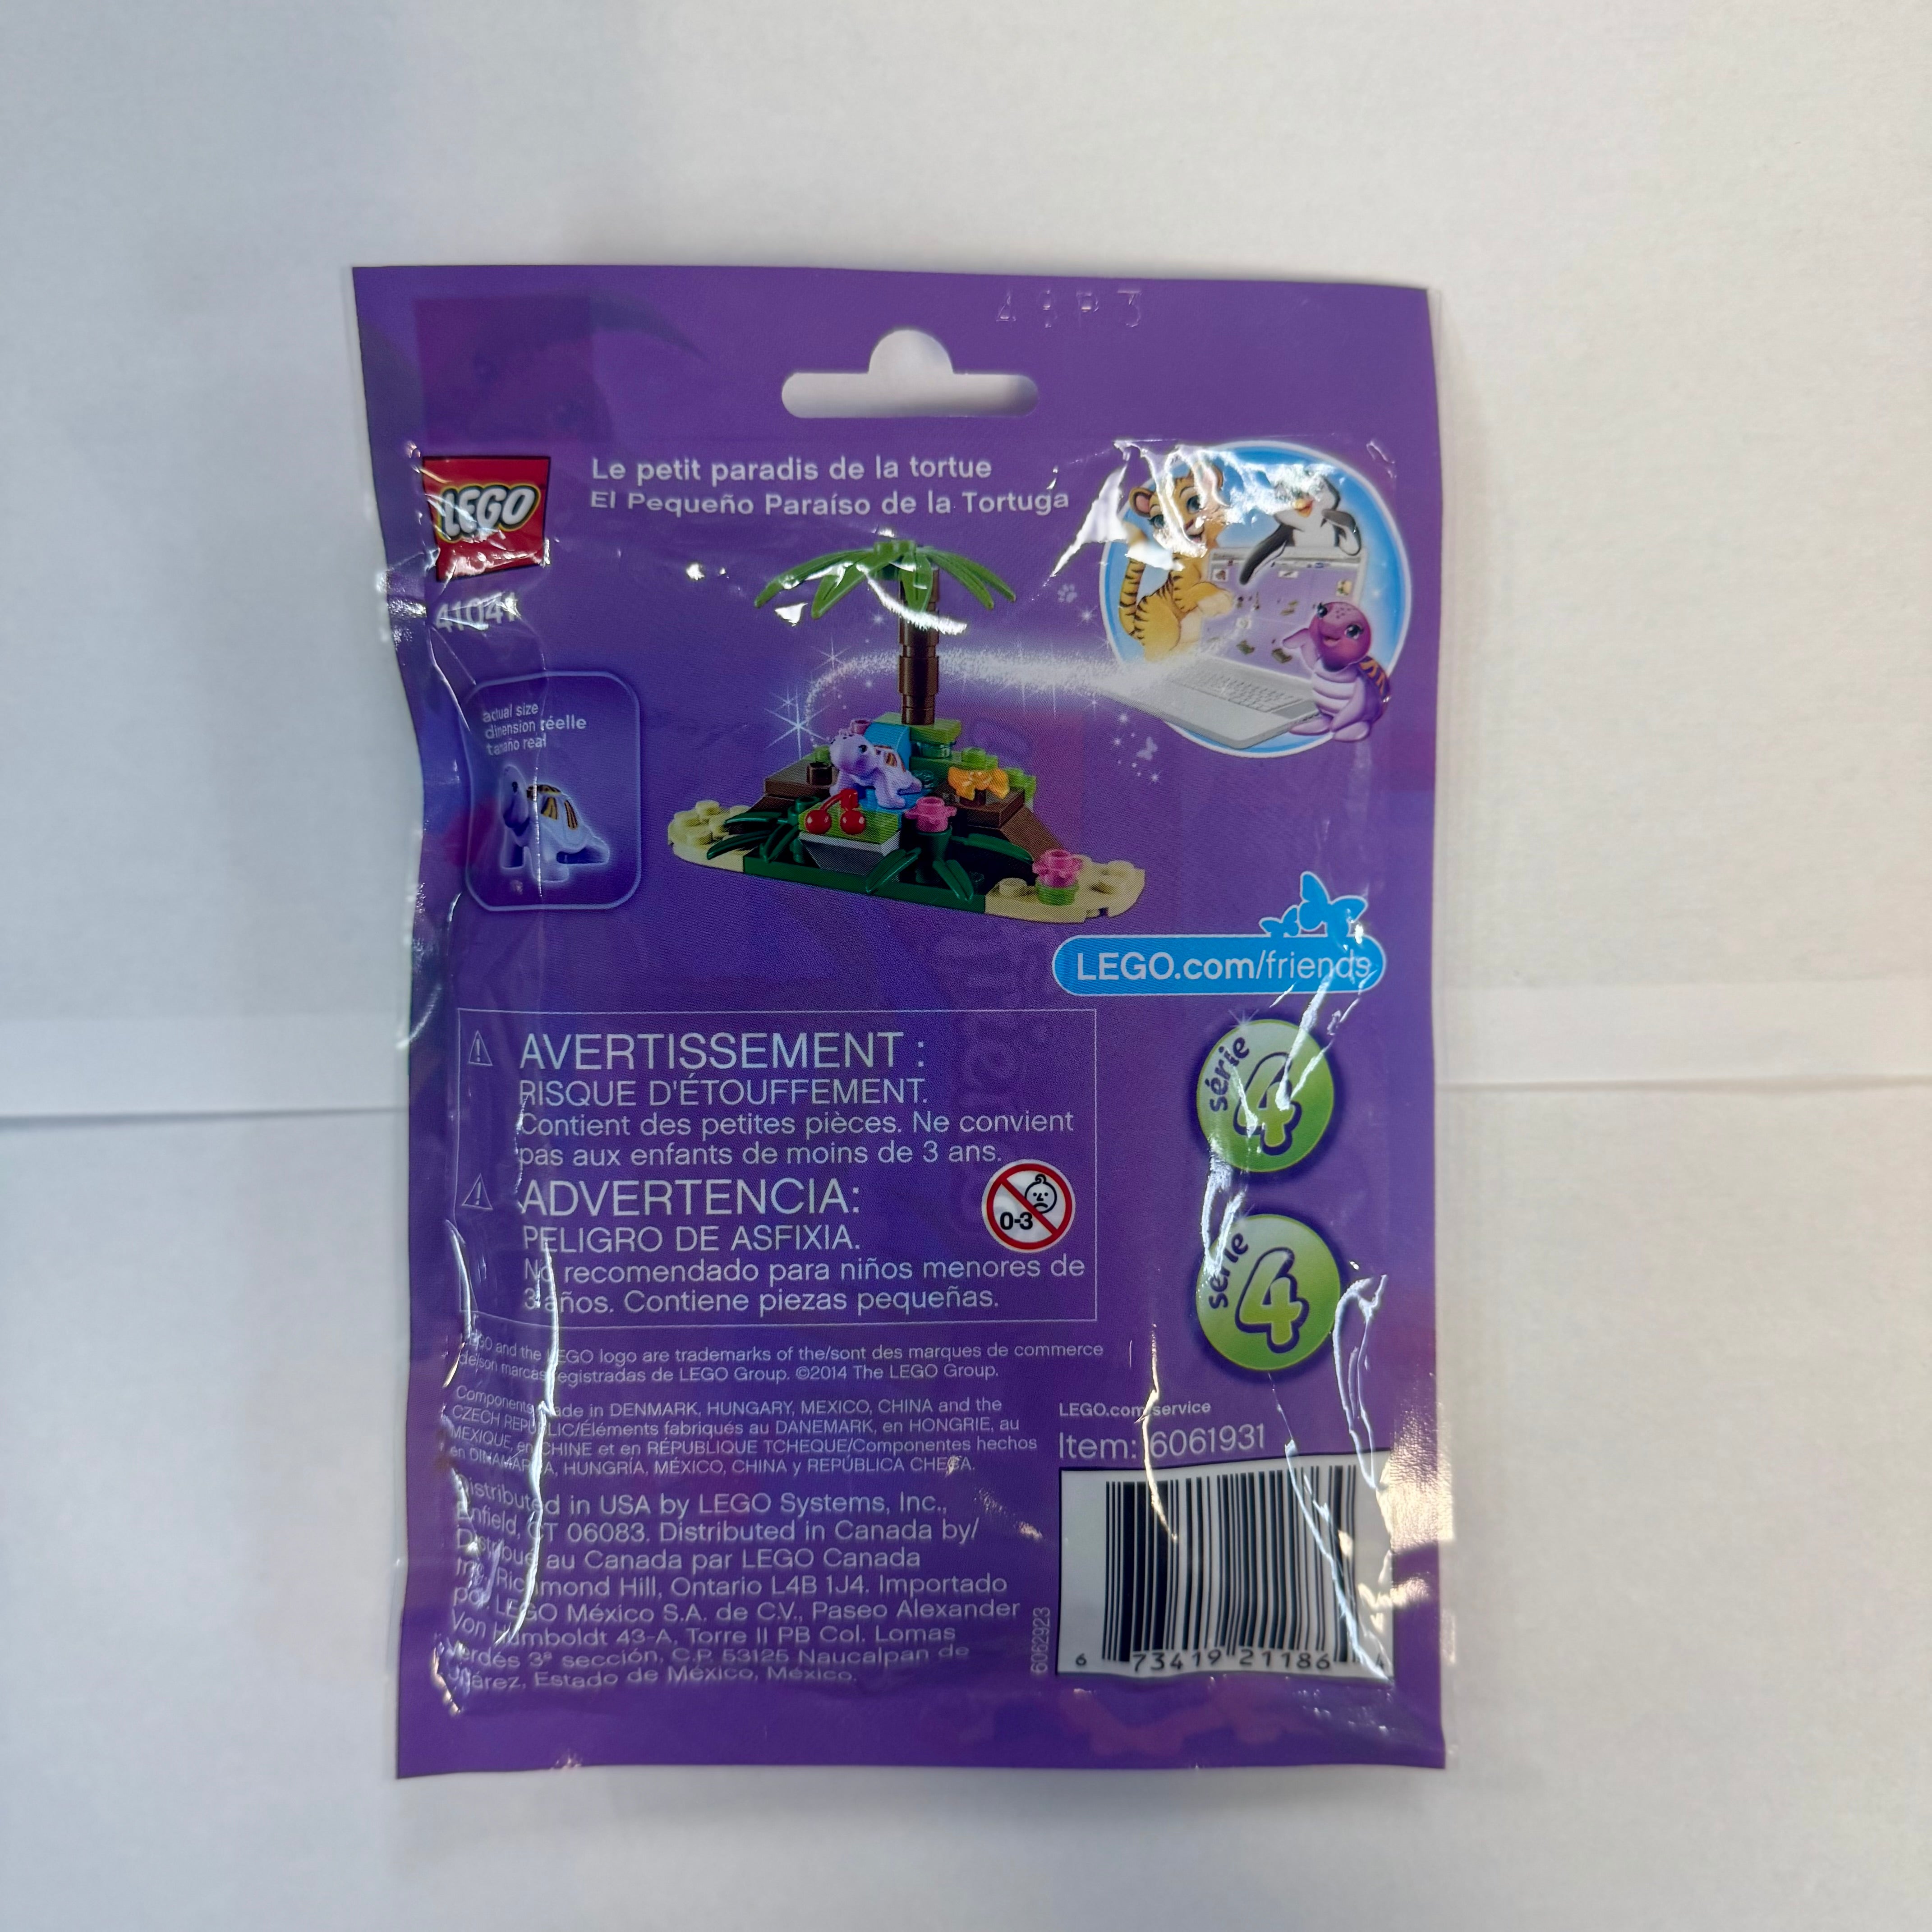 48P3
LEGO
Le petit paradis de la tortue
El Pequeño Paraíso de la Tortuga
41041
actual size
dimension réelle
tamaño real
LEGO.com/friends
AVERTISSEMENT :
RISQUE D'ÉTOUFFEMENT.
Contient des petites pièces. Ne convient
pas aux enfants de moins de 3 ans.
ADVERTENCIA:
PELIGRO DE ASFIXIA.
No recomendado para niños menores de
3 años. Contiene piezas pequeñas.
0-3
série
4
serie
4
LEGO and the LEGO logo are trademarks of the/sont des marques de commerce
de/son marcas registradas de LEGO Group. ©2014 The LEGO Group.
Components made in DENMARK, HUNGARY, MEXICO, CHINA and the
CZECH REPUBLIC/Éléments fabriqués au DANEMARK, en HONGRIE, au
MEXIQUE, en CHINE et en RÉPUBLIQUE TCHEQUE/Componentes hechos
en DINAMARCA, HUNGRÍA, MÉXICO, CHINA y REPÚBLICA CHECA.
Distributed in USA by LEGO Systems, Inc.,
Enfield, CT 06083. Distributed in Canada by/
Distribué au Canada par LEGO Canada
Inc. Richmond Hill, Ontario L4B 1J4. Importado
por LEGO México S.A. de C.V., Paseo Alexander
Von Humboldt 43-A, Torre II PB Col. Lomas
Verdes 3ª sección, C.P. 53125 Naucalpan de
Juárez, Estado de México, México.
LEGO.com/service
Item: 6061931
6062923
6 73419 21186 4